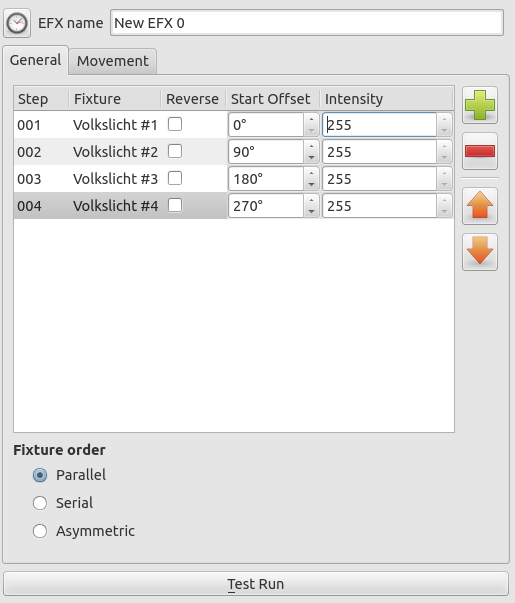 EFX name New EFX 0
General Movement
Step Fixture Reverse Start Offset Intensity
001 Volkslicht #1 0° 255
002 Volkslicht #2 90° 255
003 Volkslicht #3 180° 255
004 Volkslicht #4 270° 255
Fixture order
Parallel
Serial
Asymmetric
Test Run